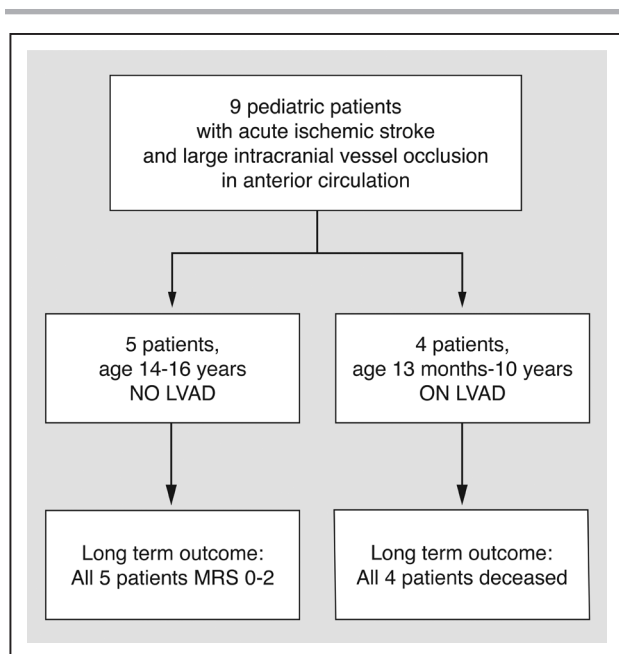 9 pediatric patients
with acute ischemic stroke
and large intracranial vessel occlusion
in anterior circulation
5 patients,
age 14-16 years
NO LVAD
4 patients,
age 13 months-10 years
ON LVAD
Long term outcome:
All 5 patients MRS 0-2
Long term outcome:
All 4 patients deceased